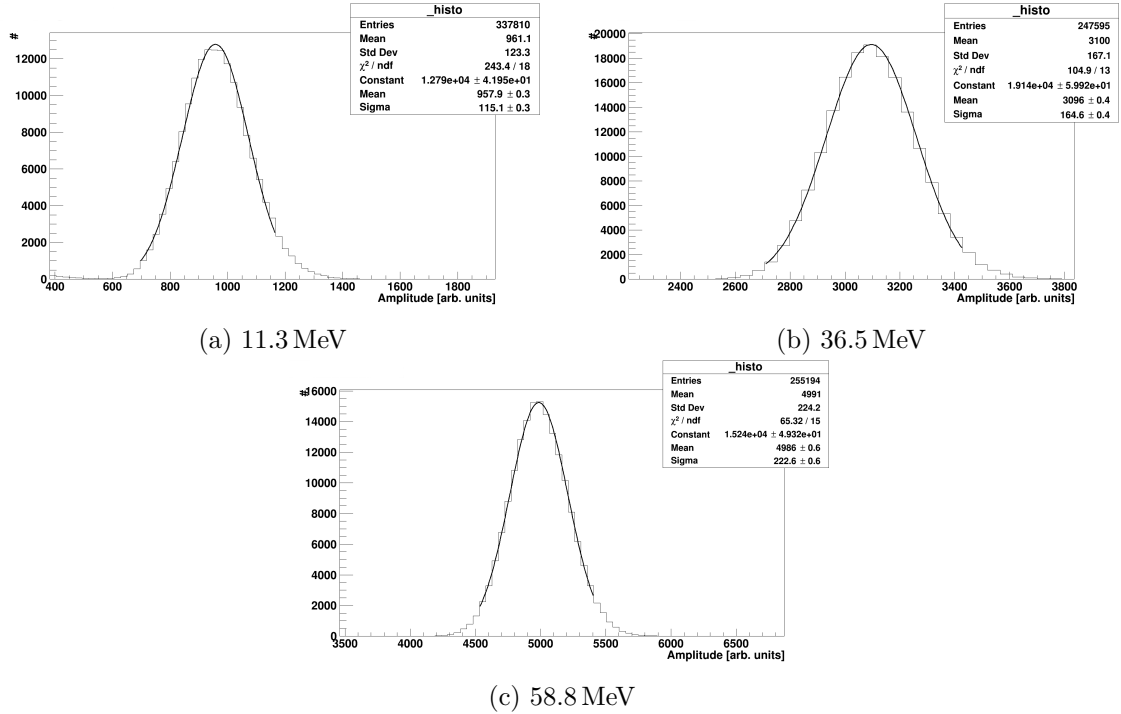 _histo
Entries 337810
Mean 961.1
Std Dev 123.3
χ² / ndf 243.4 / 18
Constant 1.279e+04 ± 4.195e+01
Mean 957.9 ± 0.3
Sigma 115.1 ± 0.3
#
12000
10000
8000
6000
4000
2000
0
400 600 800 1000 1200 1400 1600 1800
Amplitude [arb. units]
(a) 11.3 MeV
_histo
Entries 247595
Mean 3100
Std Dev 167.1
χ² / ndf 104.9 / 13
Constant 1.914e+04 ± 5.992e+01
Mean 3096 ± 0.4
Sigma 164.6 ± 0.4
#
20000
18000
16000
14000
12000
10000
8000
6000
4000
2000
0
2400 2600 2800 3000 3200 3400 3600 3800
Amplitude [arb. units]
(b) 36.5 MeV
_histo
Entries 255194
Mean 4991
Std Dev 224.2
χ² / ndf 65.32 / 15
Constant 1.524e+04 ± 4.932e+01
Mean 4986 ± 0.6
Sigma 222.6 ± 0.6
#
16000
14000
12000
10000
8000
6000
4000
2000
0
3500 4000 4500 5000 5500 6000 6500
Amplitude [arb. units]
(c) 58.8 MeV